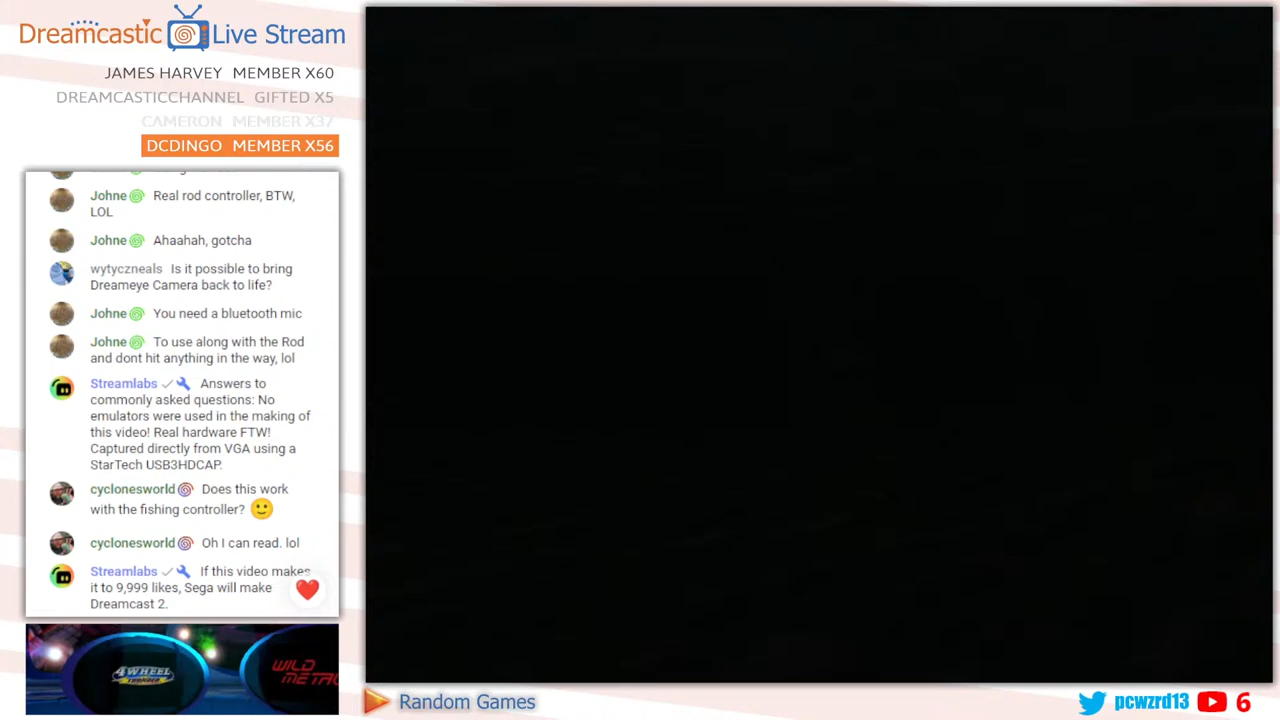 Dreamcastic Live Stream
JAMES HARVEY MEMBER X60
DREAMCASTICCHANNEL GIFTED X5
CAMERON MEMBER X37
DCDINGO MEMBER X56
Johne Real rod controller, BTW,
LOL
Johne Ahaahah, gotcha
wytyczneals Is it possible to bring
Dreameye Camera back to life?
Johne You need a bluetooth mic
Johne To use along with the Rod
and dont hit anything in the way, lol
Streamlabs Answers to
commonly asked questions: No
emulators were used in the making of
this video! Real hardware FTW!
Captured directly from VGA using a
StarTech USB3HDCAP.
cyclonesworld Does this work
with the fishing controller?
cyclonesworld Oh I can read. lol
Streamlabs If this video makes
it to 9,999 likes, Sega will make
Dreamcast 2.
4 WHEEL
THUNDER
WILD
METAL
Random Games
pcwzrd13 6